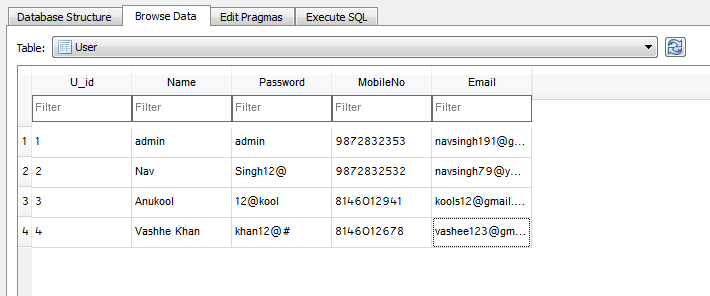 Database Structure Browse Data Edit Pragmas Execute SQL
Table: User
U_id Name Password MobileNo Email
Filter Filter Filter Filter Filter
1 1 admin admin 9872832353 navsingh191@g...
2 2 Nav Singh12@ 9872832532 navsingh79@y...
3 3 Anukool 12@kool 8146012941 kools12@gmail....
4 4 Vashhe Khan khan12@# 8146012678 vashee123@gm...